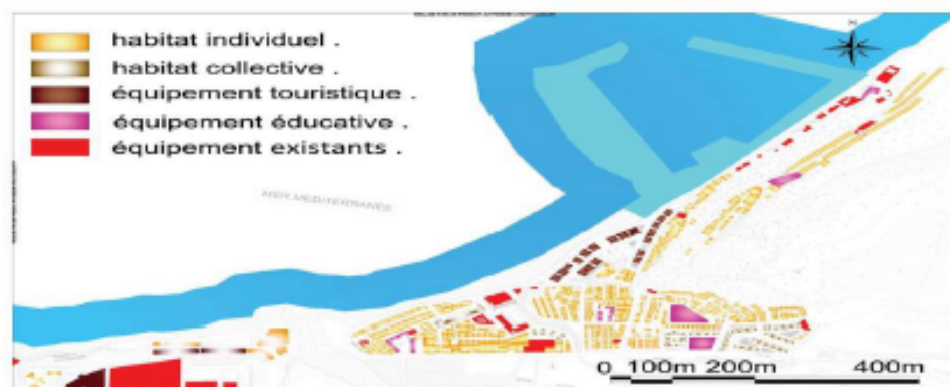 habitat individuel .
habitat collective .
équipement touristique .
équipement éducative .
équipement existants .
MER MEDITERRANEE
N
0 100m 200m 400m